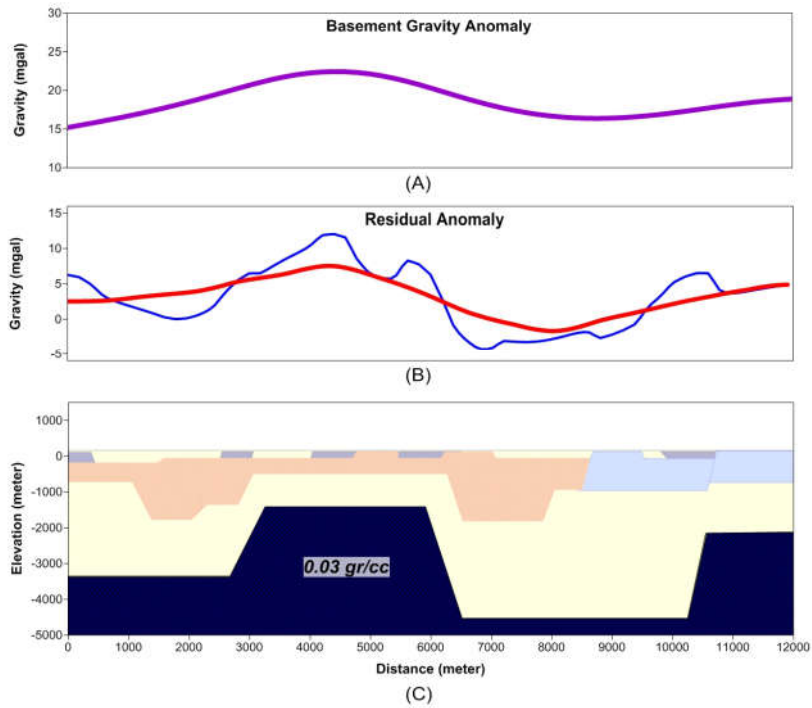 Basement Gravity Anomaly
Gravity (mgal)
30
25
20
15
10
(A)
Residual Anomaly
Gravity (mgal)
15
10
5
0
-5
(B)
Elevation (meter)
1000
0
-1000
-2000
-3000
-4000
-5000
0.03 gr/cc
0 1000 2000 3000 4000 5000 6000 7000 8000 9000 10000 11000 12000
Distance (meter)
(C)